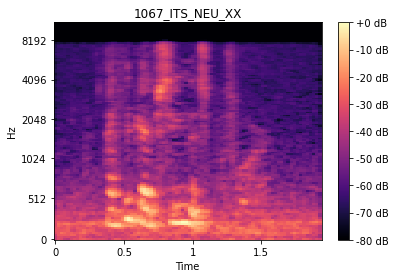 1067_ITS_NEU_XX
8192
4096
2048
1024
512
0
Hz
0
0.5
1
1.5
Time
+0 dB
-10 dB
-20 dB
-30 dB
-40 dB
-50 dB
-60 dB
-70 dB
-80 dB